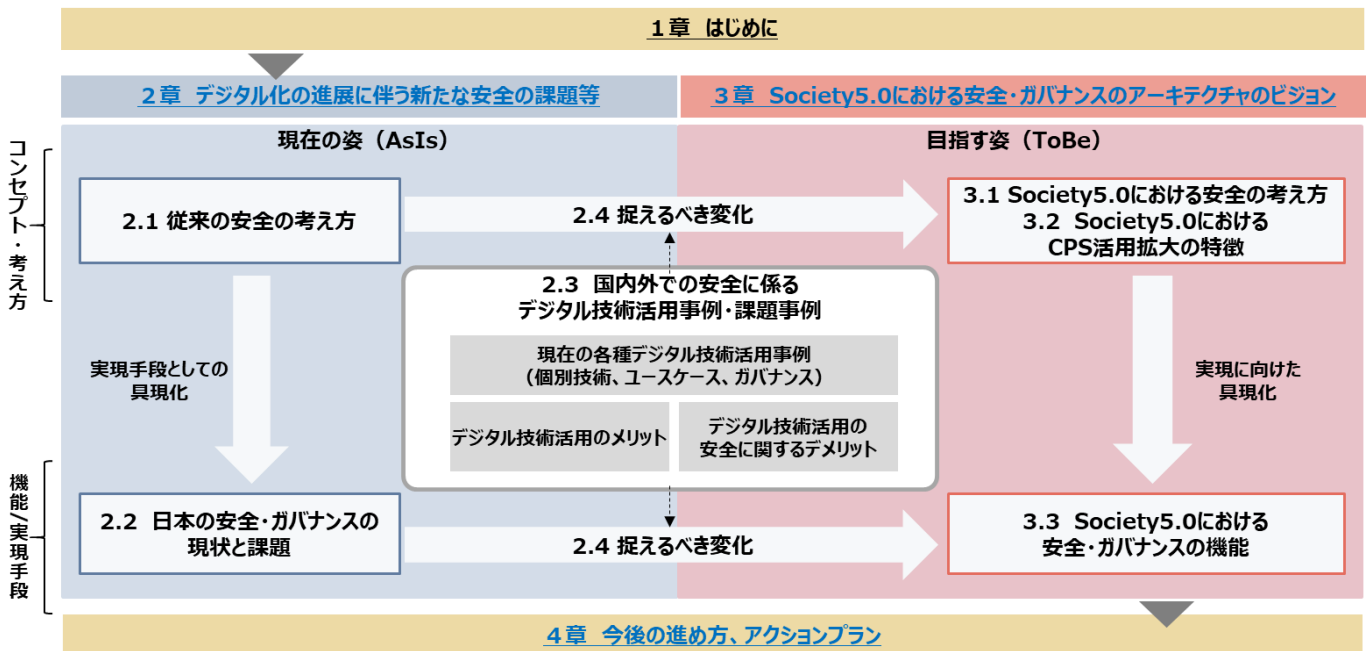 1章 はじめに
2章 デジタル化の進展に伴う新たな安全の課題等
3章 Society5.0における安全・ガバナンスのアーキテクチャのビジョン
コンセプト・考え方
現在の姿（AsIs）
目指す姿（ToBe）
2.1 従来の安全の考え方
2.4 捉えるべき変化
3.1 Society5.0における安全の考え方
3.2 Society5.0における
CPS活用拡大の特徴
2.3 国内外での安全に係る
デジタル技術活用事例・課題事例
現在の各種デジタル技術活用事例
（個別技術、ユースケース、ガバナンス）
デジタル技術活用のメリット
デジタル技術活用の
安全に関するデメリット
実現手段としての
具現化
実現に向けた
具現化
機能/実現手段
2.2 日本の安全・ガバナンスの
現状と課題
2.4 捉えるべき変化
3.3 Society5.0における
安全・ガバナンスの機能
4章 今後の進め方、アクションプラン